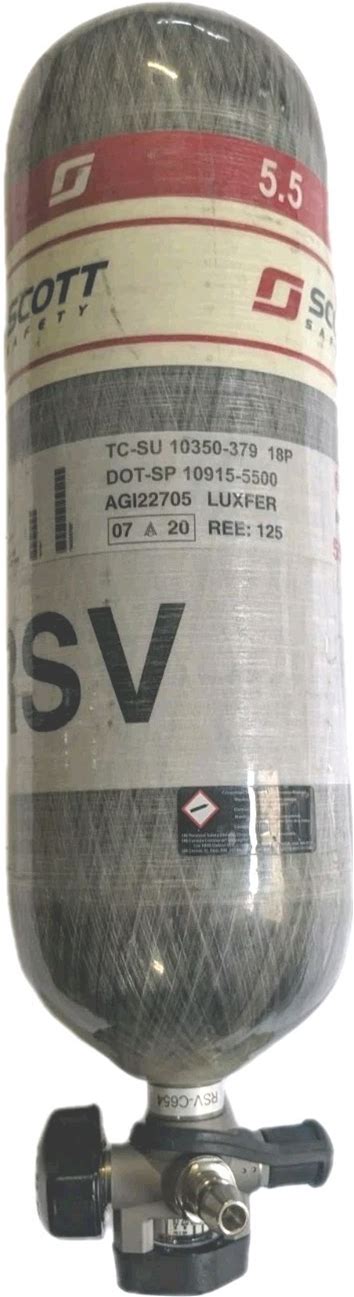 5.5
SCOTT
SAFETY
TC-SU 10350-379 18P
DOT-SP 10915-5500
AGI22705 LUXFER
07 A 20 REE: 125
RSV
RSV-C654